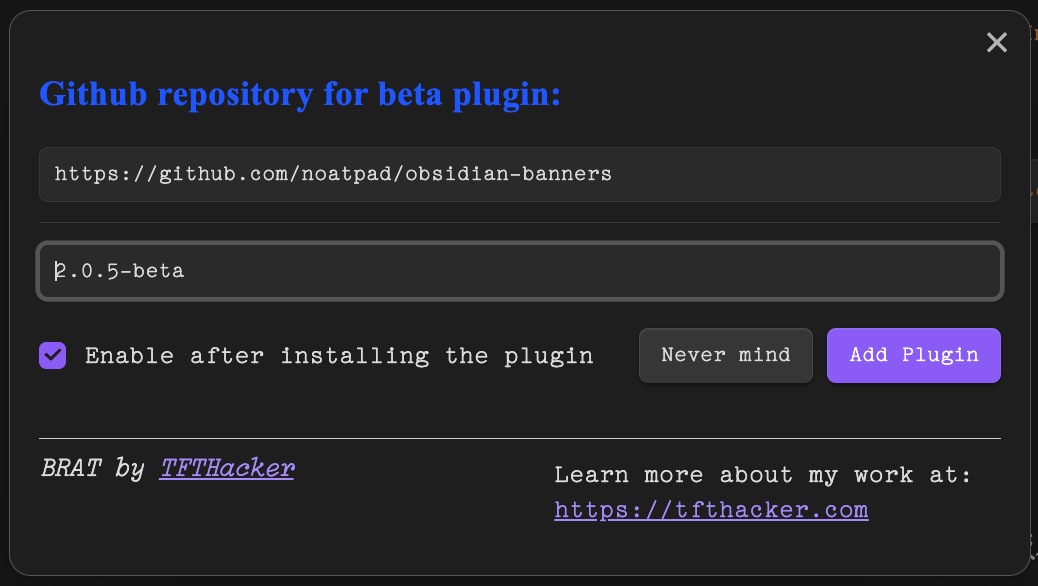 Github repository for beta plugin:
https://github.com/noatpad/obsidian-banners
2.0.5-beta
Enable after installing the plugin
Never mind
Add Plugin
BRAT by TFTHacker
Learn more about my work at:
https://tfthacker.com